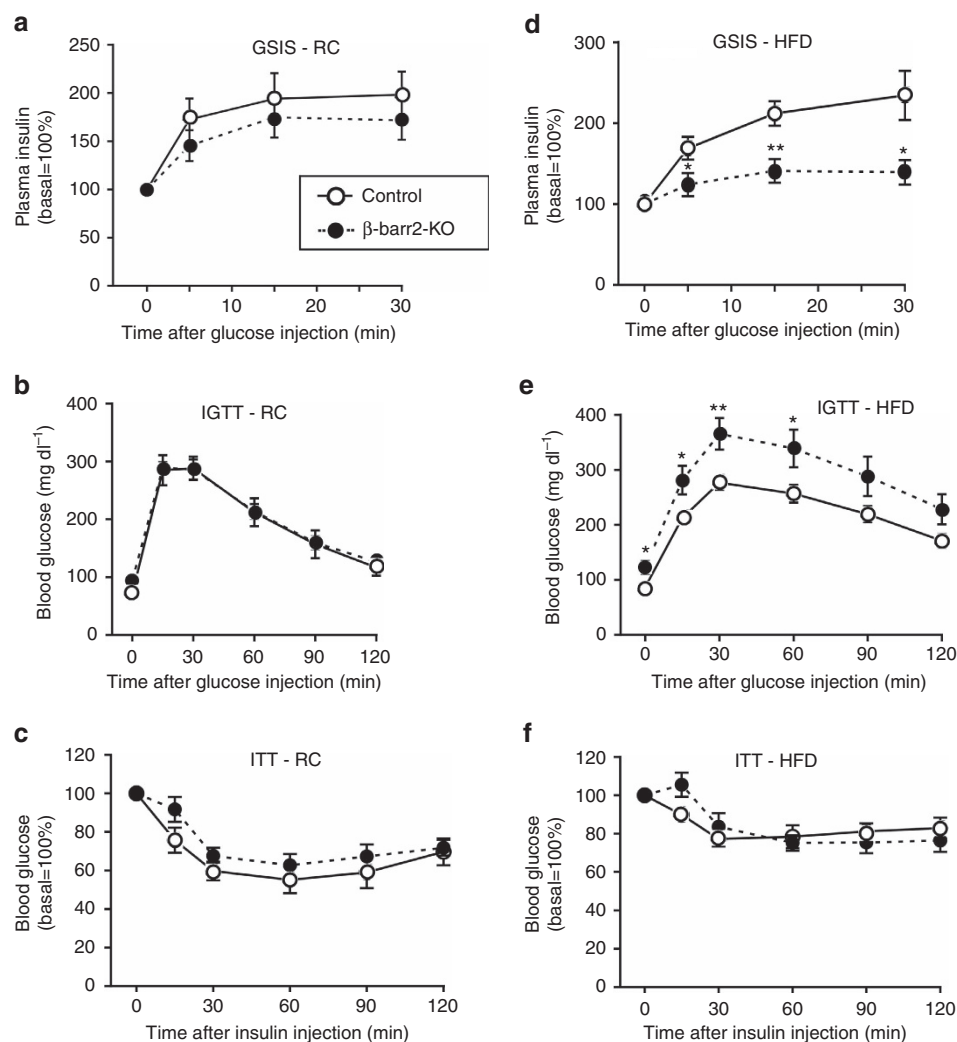 a
GSIS - RC
250
200
150
100
50
0
Plasma insulin
(basal=100%)
Control
β-barr2-KO
0 10 20 30
Time after glucose injection (min)
d
GSIS - HFD
300
200
100
0
Plasma insulin
(basal=100%)
*
**
*
0 10 20 30
Time after glucose injection (min)
b
IGTT - RC
400
300
200
100
0
Blood glucose (mg dl⁻¹)
0 30 60 90 120
Time after glucose injection (min)
e
IGTT - HFD
400
300
200
100
0
Blood glucose (mg dl⁻¹)
*
*
**
*
0 30 60 90 120
Time after glucose injection (min)
c
ITT - RC
120
100
80
60
40
20
0
Blood glucose
(basal=100%)
0 30 60 90 120
Time after insulin injection (min)
f
ITT - HFD
120
100
80
60
40
20
0
Blood glucose
(basal=100%)
0 30 60 90 120
Time after insulin injection (min)